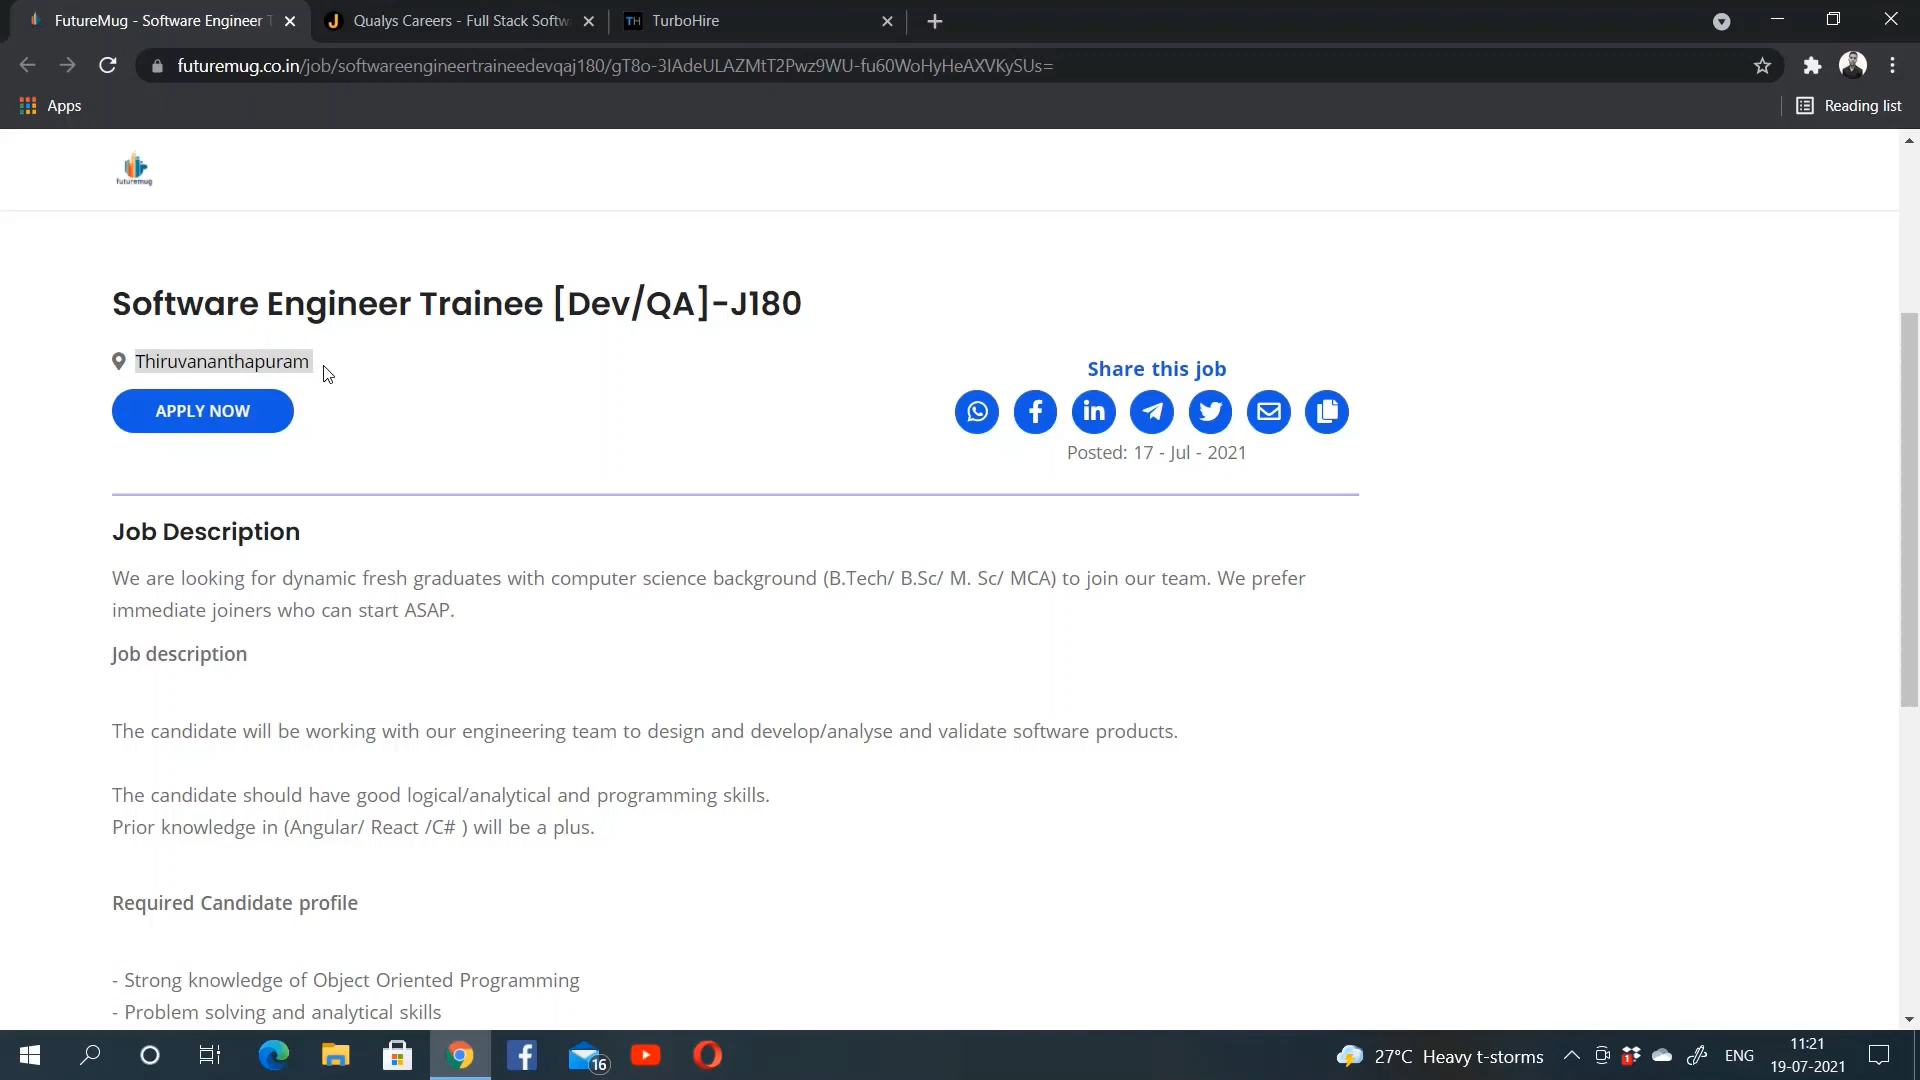 FutureMug - Software Engineer T
Qualys Careers - Full Stack Softw
TH TurboHire
futuremug.co.in/job/softwareengineertraineedevqaj180/gT8o-3IAdeULAZMtT2Pwz9WU-fu60WoHyHeAXVKySUs=
Apps
Reading list
futuremug
Software Engineer Trainee [Dev/QA]-J180
Thiruvananthapuram
Share this job
APPLY NOW
Posted: 17 - Jul - 2021
Job Description
We are looking for dynamic fresh graduates with computer science background (B.Tech/ B.Sc/ M. Sc/ MCA) to join our team. We prefer
immediate joiners who can start ASAP.
Job description
The candidate will be working with our engineering team to design and develop/analyse and validate software products.
The candidate should have good logical/analytical and programming skills.
Prior knowledge in (Angular/ React /C# ) will be a plus.
Required Candidate profile
- Strong knowledge of Object Oriented Programming
- Problem solving and analytical skills
16
27°C Heavy t-storms
1
ENG
11:21
19-07-2021